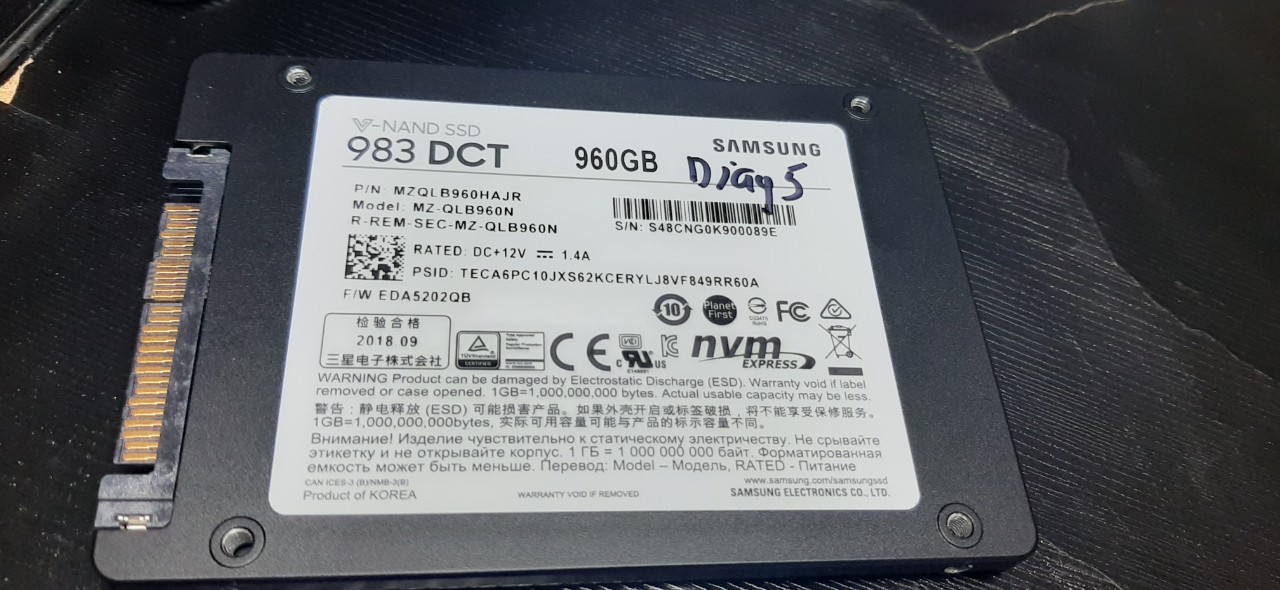 V-NAND SSD
983 DCT 960GB SAMSUNG
Diag 5
P/N: MZQLB960HAJR
Model: MZ-QLB960N
R-REM-SEC-MZ-QLB960N
S/N: S48CNG0K900089E
RATED: DC+12V ⎓ 1.4A
PSID: TECA6PC10JXS62KCERYLJ8VF849RR60A
F/W EDA5202QB
10 Planet First FC
检验合格
2018 09
三星电子株式会社
CE c US nvm EXPRESS
WARNING Product can be damaged by Electrostatic Discharge (ESD). Warranty void if label
removed or case opened. 1GB=1,000,000,000 bytes. Actual usable capacity may be less.
警告: 静电释放 (ESD) 可能损害产品。如果外壳开启或标签破损，将不能享受保修服务。
1GB=1,000,000,000bytes, 实际可用容量可能与产品的标示容量不同。
Внимание! Изделие чувствительно к статическому электричеству. Не срывайте
этикетку и не открывайте корпус. 1 ГБ = 1 000 000 000 байт. Форматированная
емкость может быть меньше. Перевод: Model – Модель, RATED - Питание
CAN ICES-3 (B)/NMB-3(B)
Product of KOREA
WARRANTY VOID IF REMOVED
www.samsung.com/samsungssd
SAMSUNG ELECTRONICS CO., LTD.